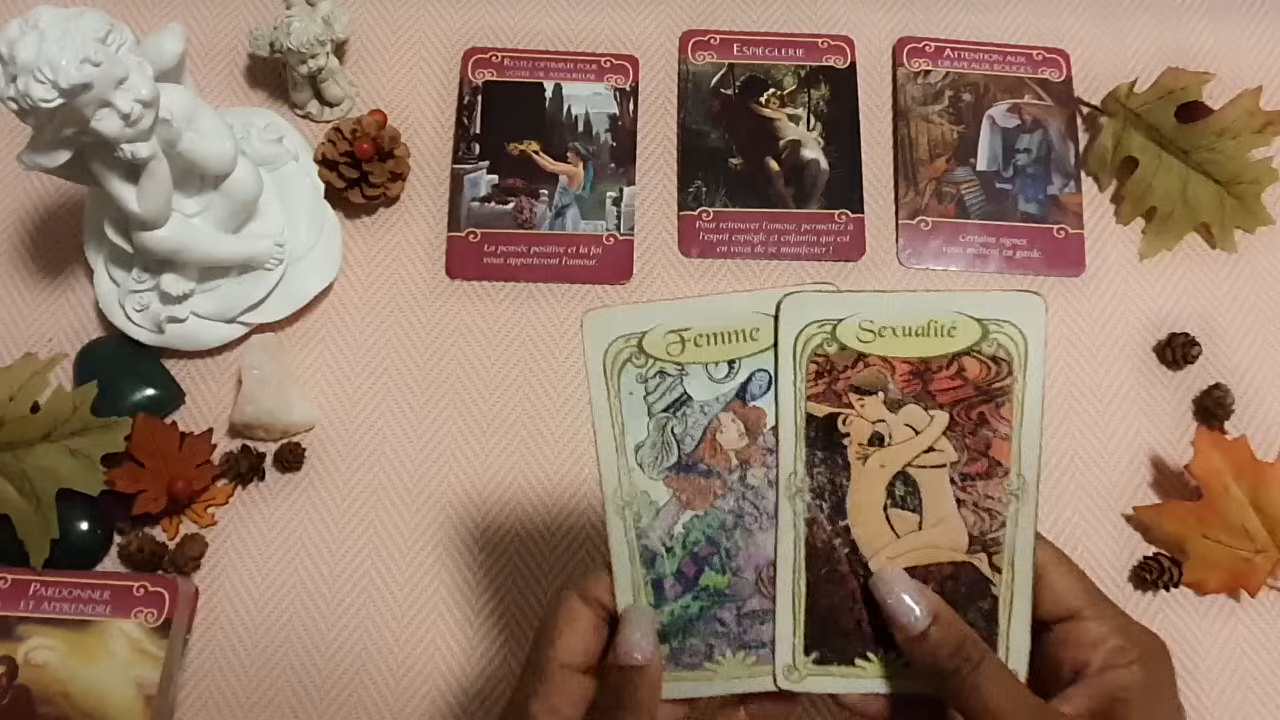 RESTEZ OPTIMISTE POUR
VOTRE VIE AMOUREUSE
La pensée positive et la foi
vous apporteront l'amour.
ESPIÈGLERIE
Pour retrouver l'amour, permettez à
l'esprit espiègle et enfantin qui est
en vous de se manifester !
ATTENTION AUX
DRAPEAUX ROUGES
Certains signes
vous mettent en garde.
Femme
Sexualité
PARDONNER
ET APPRENDRE